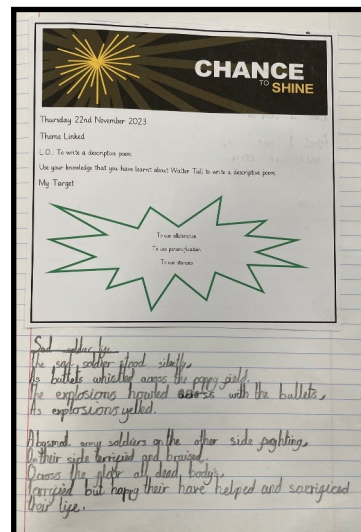 CHANCE
TO SHINE
Thursday 22nd November 2023
Theme Linked
L.O.: To write a descriptive poem.
Use your knowledge that you have learnt about Walter Tull to write a descriptive poem
My Target
To use alliteration
To use personification
To use stanzas
Sad soldier
The sad soldier stood silently,
As bullets whistled across the poppy field.
The explosions howled with the bullets,
As explosions yelled.
Abysmal army soldiers on the other side fighting,
their side terrified and braised.
Across the floor all dead body's,
Terrified but happy their have helped and sacrificed
their life.